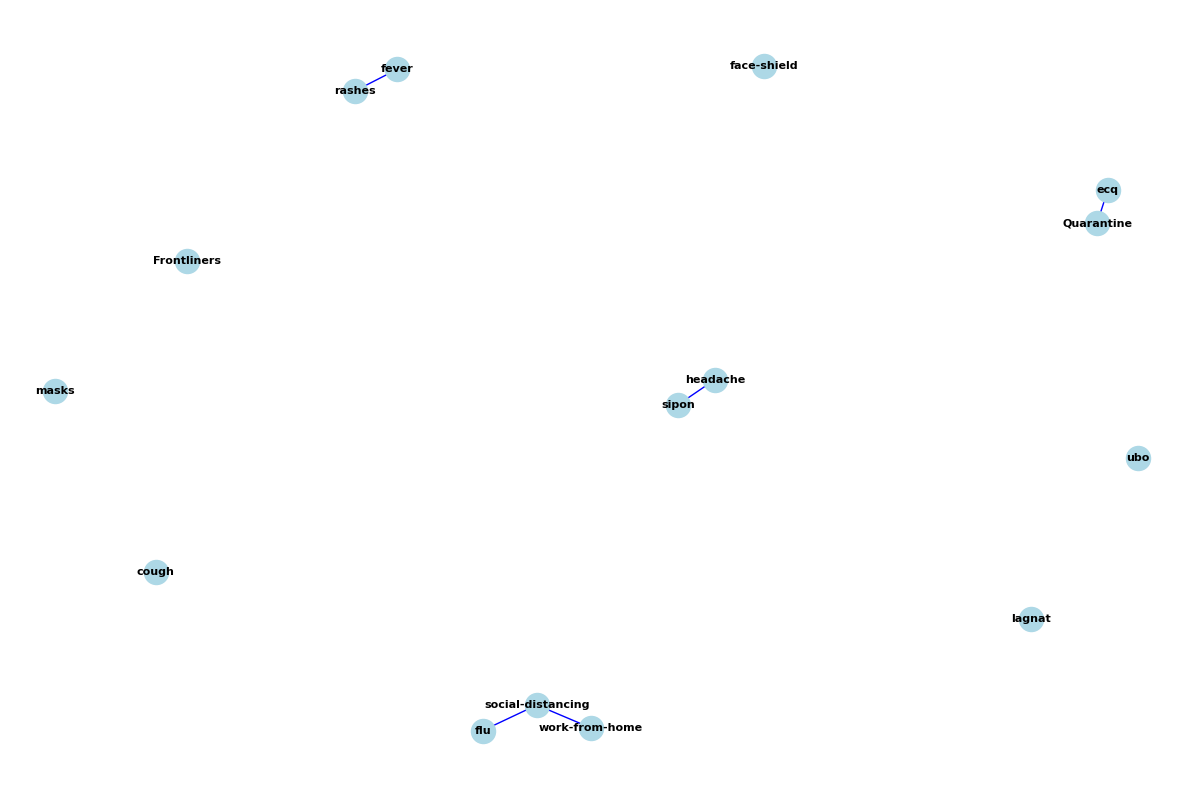 face-shield
fever
rashes
ecq
Quarantine
Frontliners
headache
masks
sipon
ubo
cough
lagnat
social-distancing
work-from-home
flu